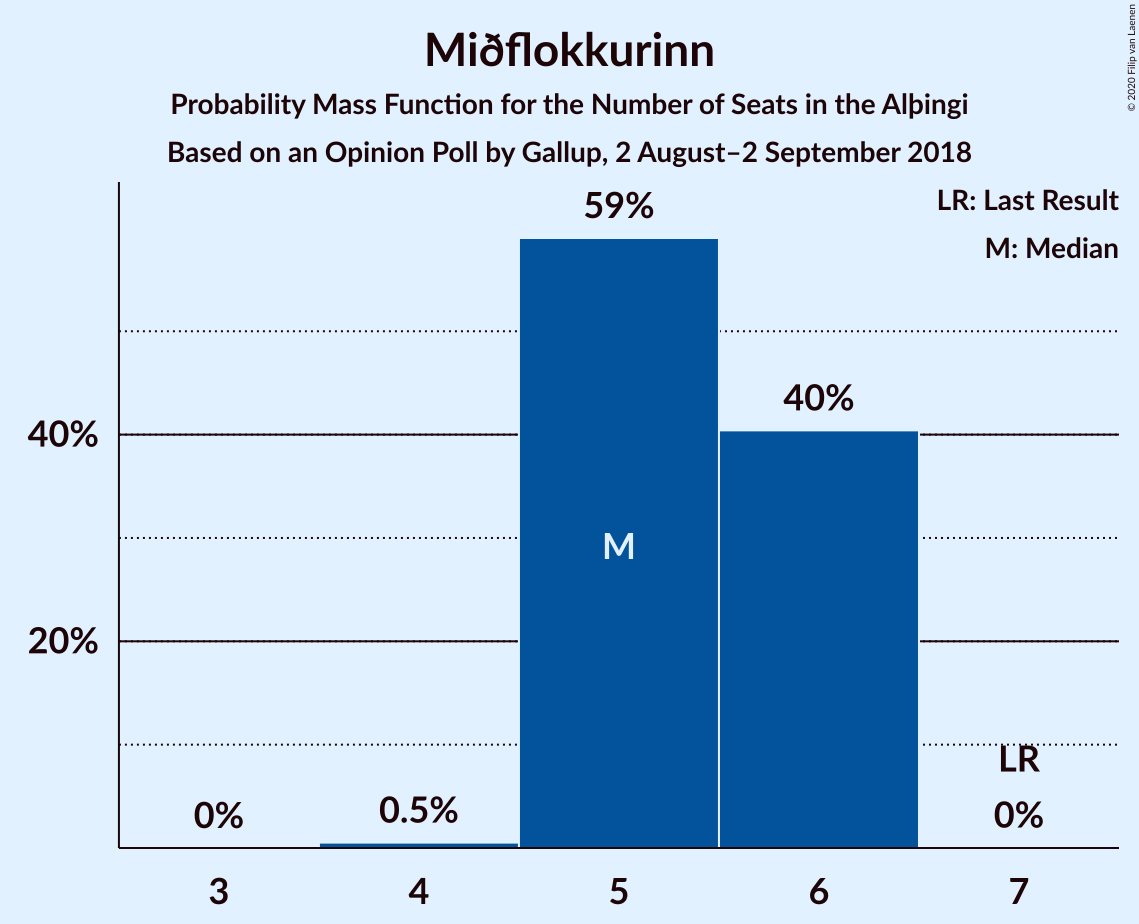 Miðflokkurinn
Probability Mass Function for the Number of Seats in the Alþingi
Based on an Opinion Poll by Gallup, 2 August–2 September 2018
© 2020 Filip van Laenen
LR: Last Result
M: Median
59%
40%
40%
M
20%
LR
0%
0.5%
0%
3
4
5
6
7